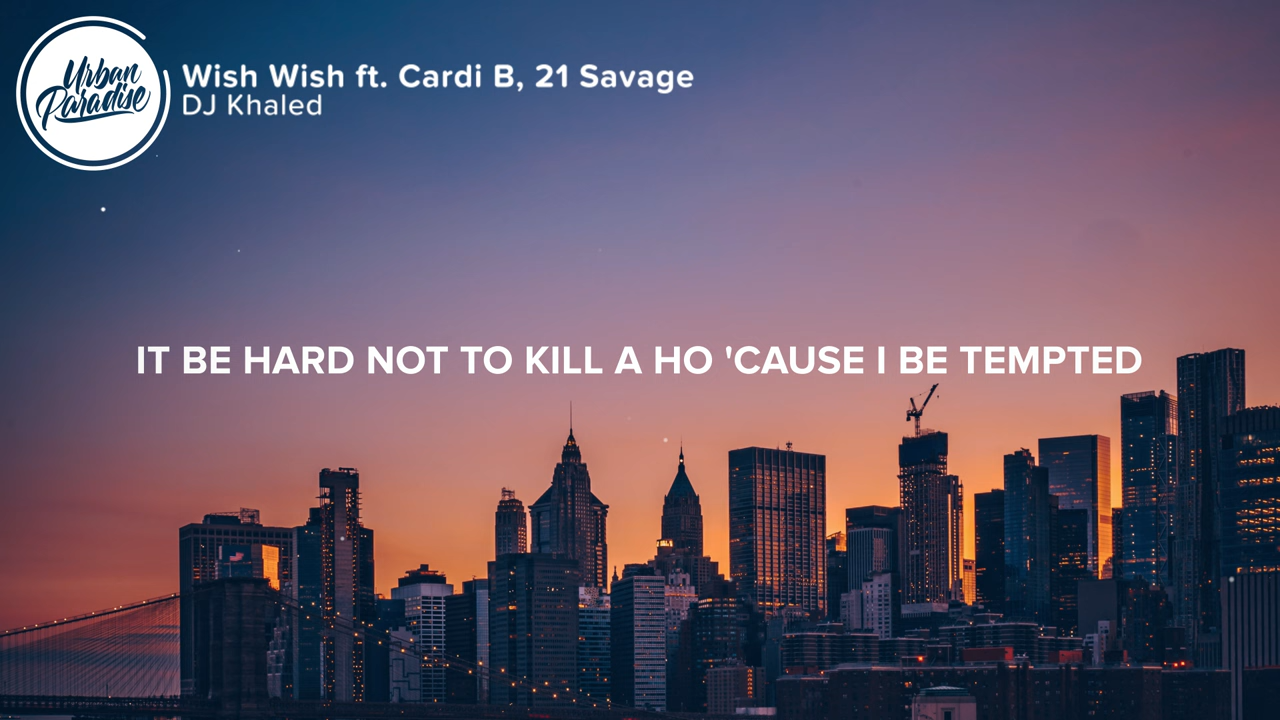 Urban
Paradise
Wish Wish ft. Cardi B, 21 Savage
DJ Khaled
IT BE HARD NOT TO KILL A HO 'CAUSE I BE TEMPTED